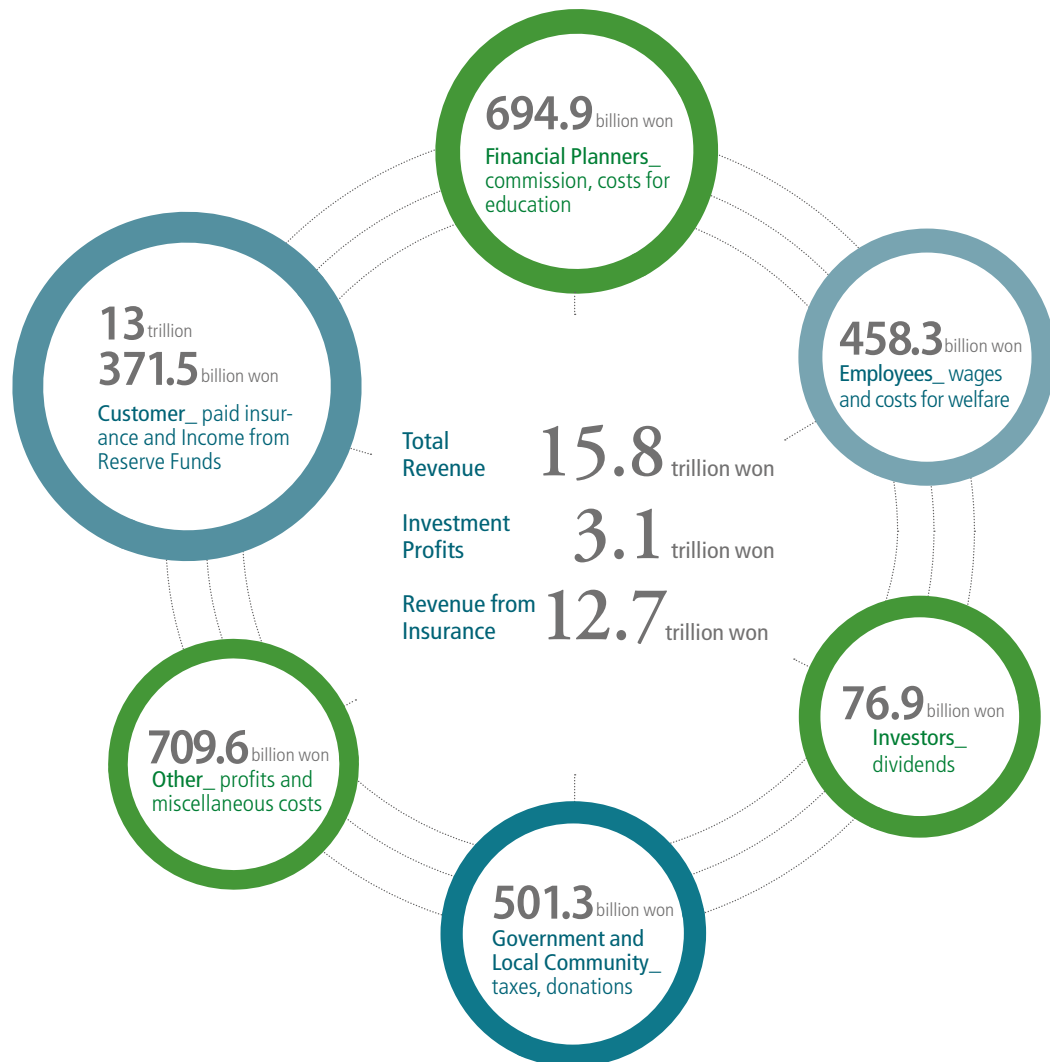 694.9 billion won
Financial Planners_
commission, costs for
education
458.3 billion won
Employees_ wages
and costs for welfare
76.9 billion won
Investors_
dividends
501.3 billion won
Government and
Local Community_
taxes, donations
709.6 billion won
Other_ profits and
miscellaneous costs
13 trillion
371.5 billion won
Customer_ paid insur-
ance and Income from
Reserve Funds
Total
Revenue
15.8 trillion won
Investment
Profits
3.1 trillion won
Revenue from
Insurance
12.7 trillion won